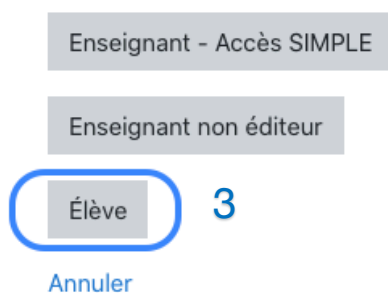 Enseignant - Accès SIMPLE
Enseignant non éditeur
Élève 3
Annuler